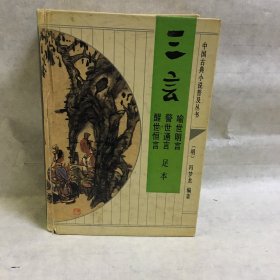 三言
喻世明言
警世通言
醒世恒言
足本
中国古典小说普及丛书
〔明〕冯梦龙 编著